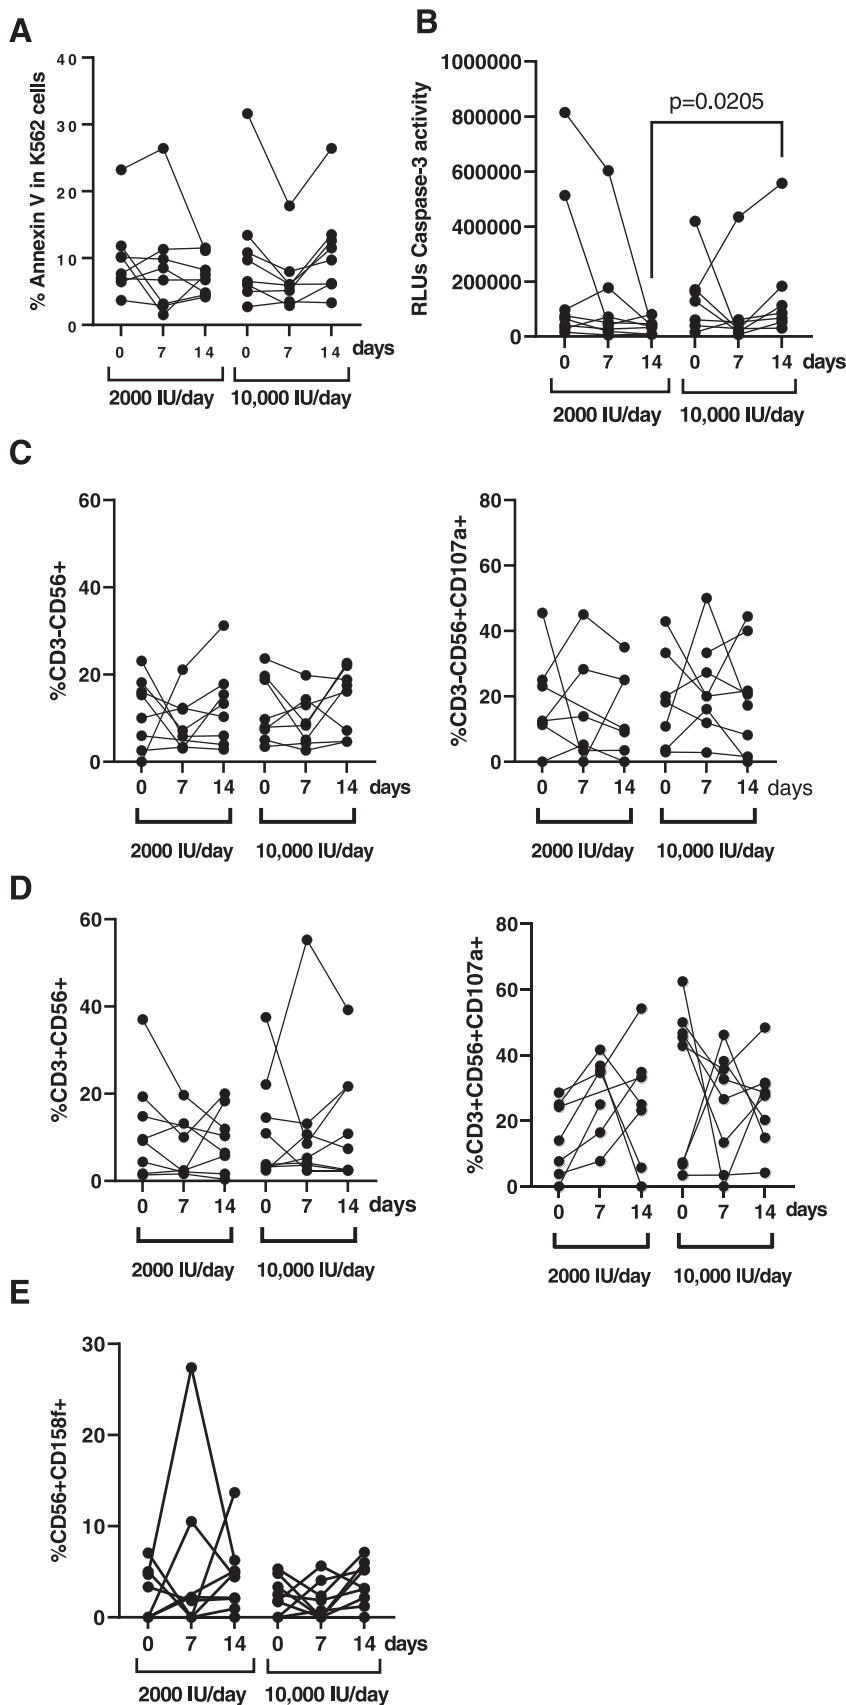 A
% Annexin V in K562 cells
40
30
20
10
0
0 7 14 0 7 14 days
2000 IU/day 10,000 IU/day
B
RLUs Caspase-3 activity
1000000
800000
600000
400000
200000
0
p=0.0205
0 7 14 0 7 14 days
2000 IU/day 10,000 IU/day
C
%CD3-CD56+
60
40
20
0
0 7 14 0 7 14 days
2000 IU/day 10,000 IU/day
%CD3-CD56+CD107a+
80
60
40
20
0
0 7 14 0 7 14 days
2000 IU/day 10,000 IU/day
D
%CD3+CD56+
60
40
20
0
0 7 14 0 7 14 days
2000 IU/day 10,000 IU/day
%CD3+CD56+CD107a+
80
60
40
20
0
0 7 14 0 7 14 days
2000 IU/day 10,000 IU/day
E
%CD56+CD158f+
30
20
10
0
0 7 14 0 7 14 days
2000 IU/day 10,000 IU/day